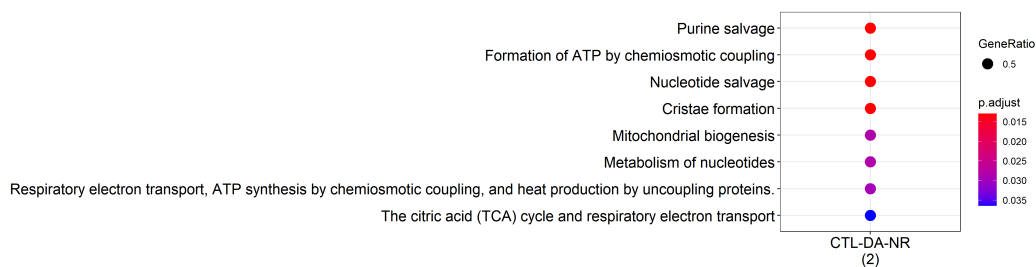 Purine salvage
Formation of ATP by chemiosmotic coupling
Nucleotide salvage
Cristae formation
Mitochondrial biogenesis
Metabolism of nucleotides
Respiratory electron transport, ATP synthesis by chemiosmotic coupling, and heat production by uncoupling proteins.
The citric acid (TCA) cycle and respiratory electron transport
CTL-DA-NR
(2)
GeneRatio
0.5
p.adjust
0.015
0.020
0.025
0.030
0.035